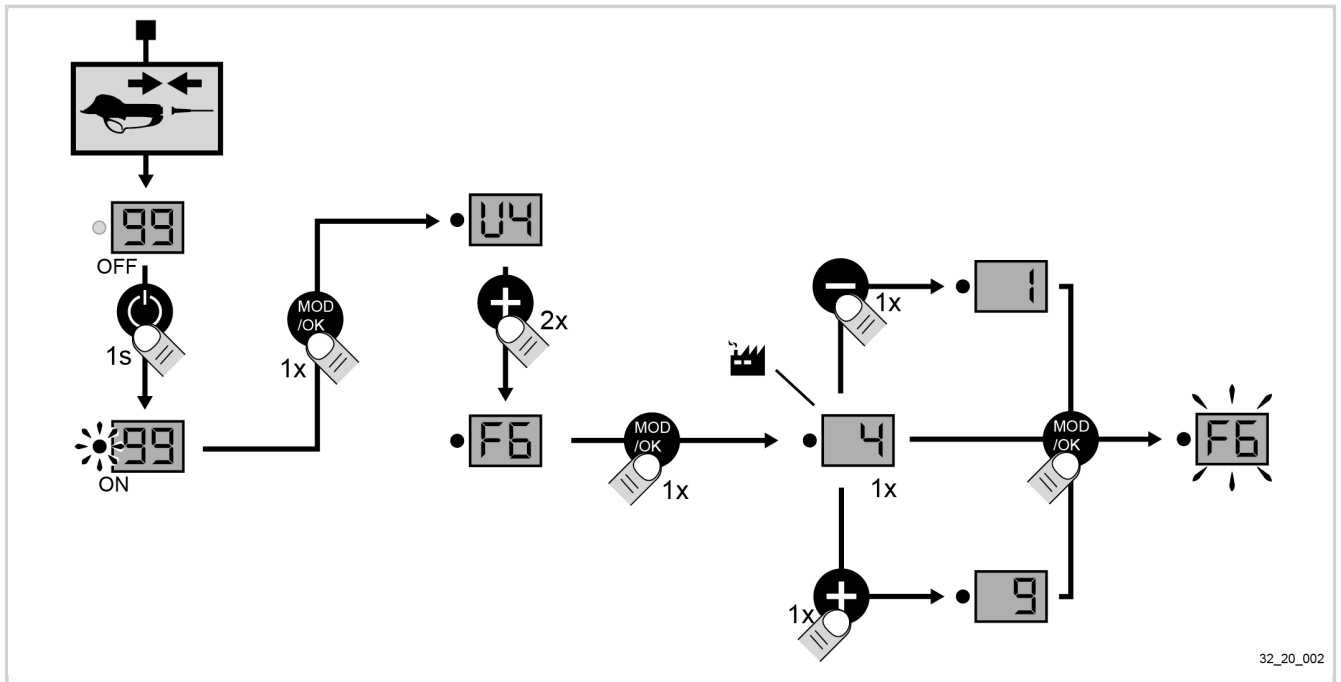 99
OFF
1s
99
ON
MOD
/OK
1x
U4
2x
F6
MOD
/OK
1x
1x
1
4
1x
1x
9
MOD
/OK
F6
32_20_002